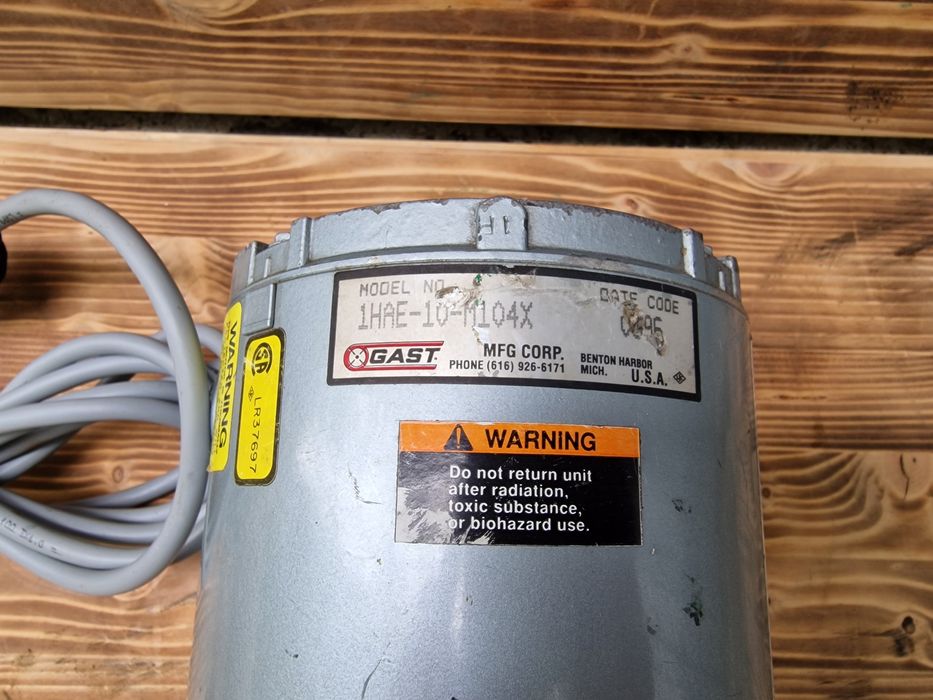 MODEL NO.
DATE CODE
1HAE-10-M104X
GAST
MFG CORP.
PHONE (616) 926-6171
BENTON HARBOR
MICH.
U.S.A.
WARNING
SA
LR37697
WARNING
Do not return unit
after radiation,
toxic substance,
or biohazard use.